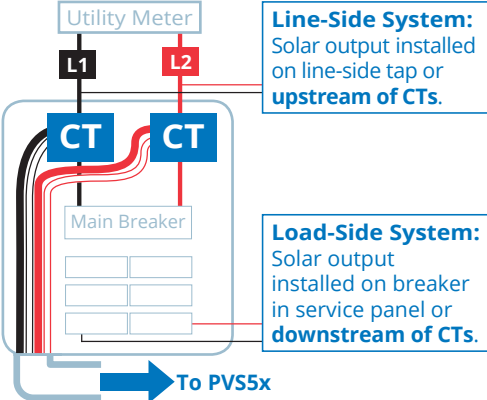 Utility Meter
L1
L2
Line-Side System:
Solar output installed
on line-side tap or
upstream of CTs.
CT
CT
Main Breaker
Load-Side System:
Solar output
installed on breaker
in service panel or
downstream of CTs.
To PVS5x